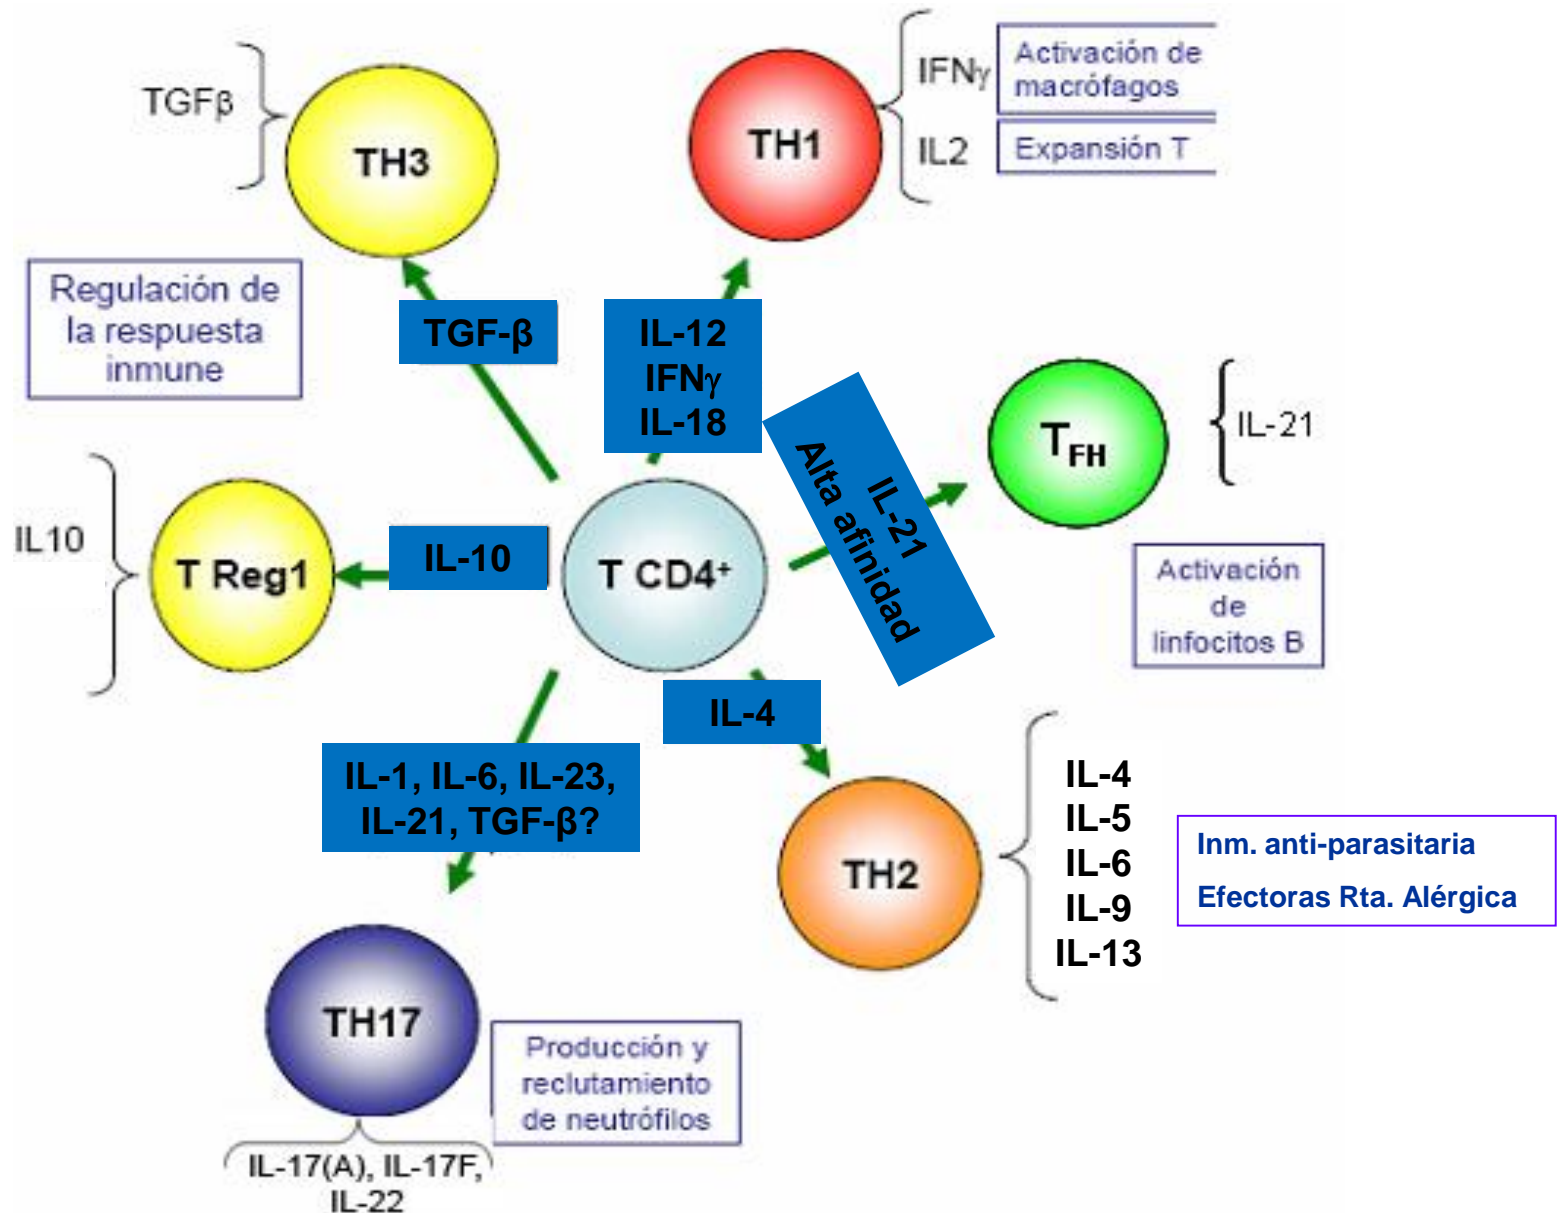 TGFβ
TH3
TH1
IFNγ
Activación de
macrófagos
IL2
Expansión T
Regulación de
la respuesta
inmune
TGF-β
IL-12
IFNγ
IL-18
IL-21
Alta afinidad
TFH
IL-21
Activación
de
linfocitos B
IL10
T Reg1
IL-10
T CD4+
IL-4
IL-1, IL-6, IL-23,
IL-21, TGF-β?
TH2
IL-4
IL-5
IL-6
IL-9
IL-13
Inm. anti-parasitaria
Efectoras Rta. Alérgica
TH17
Producción y
reclutamiento
de neutrófilos
IL-17(A), IL-17F,
IL-22